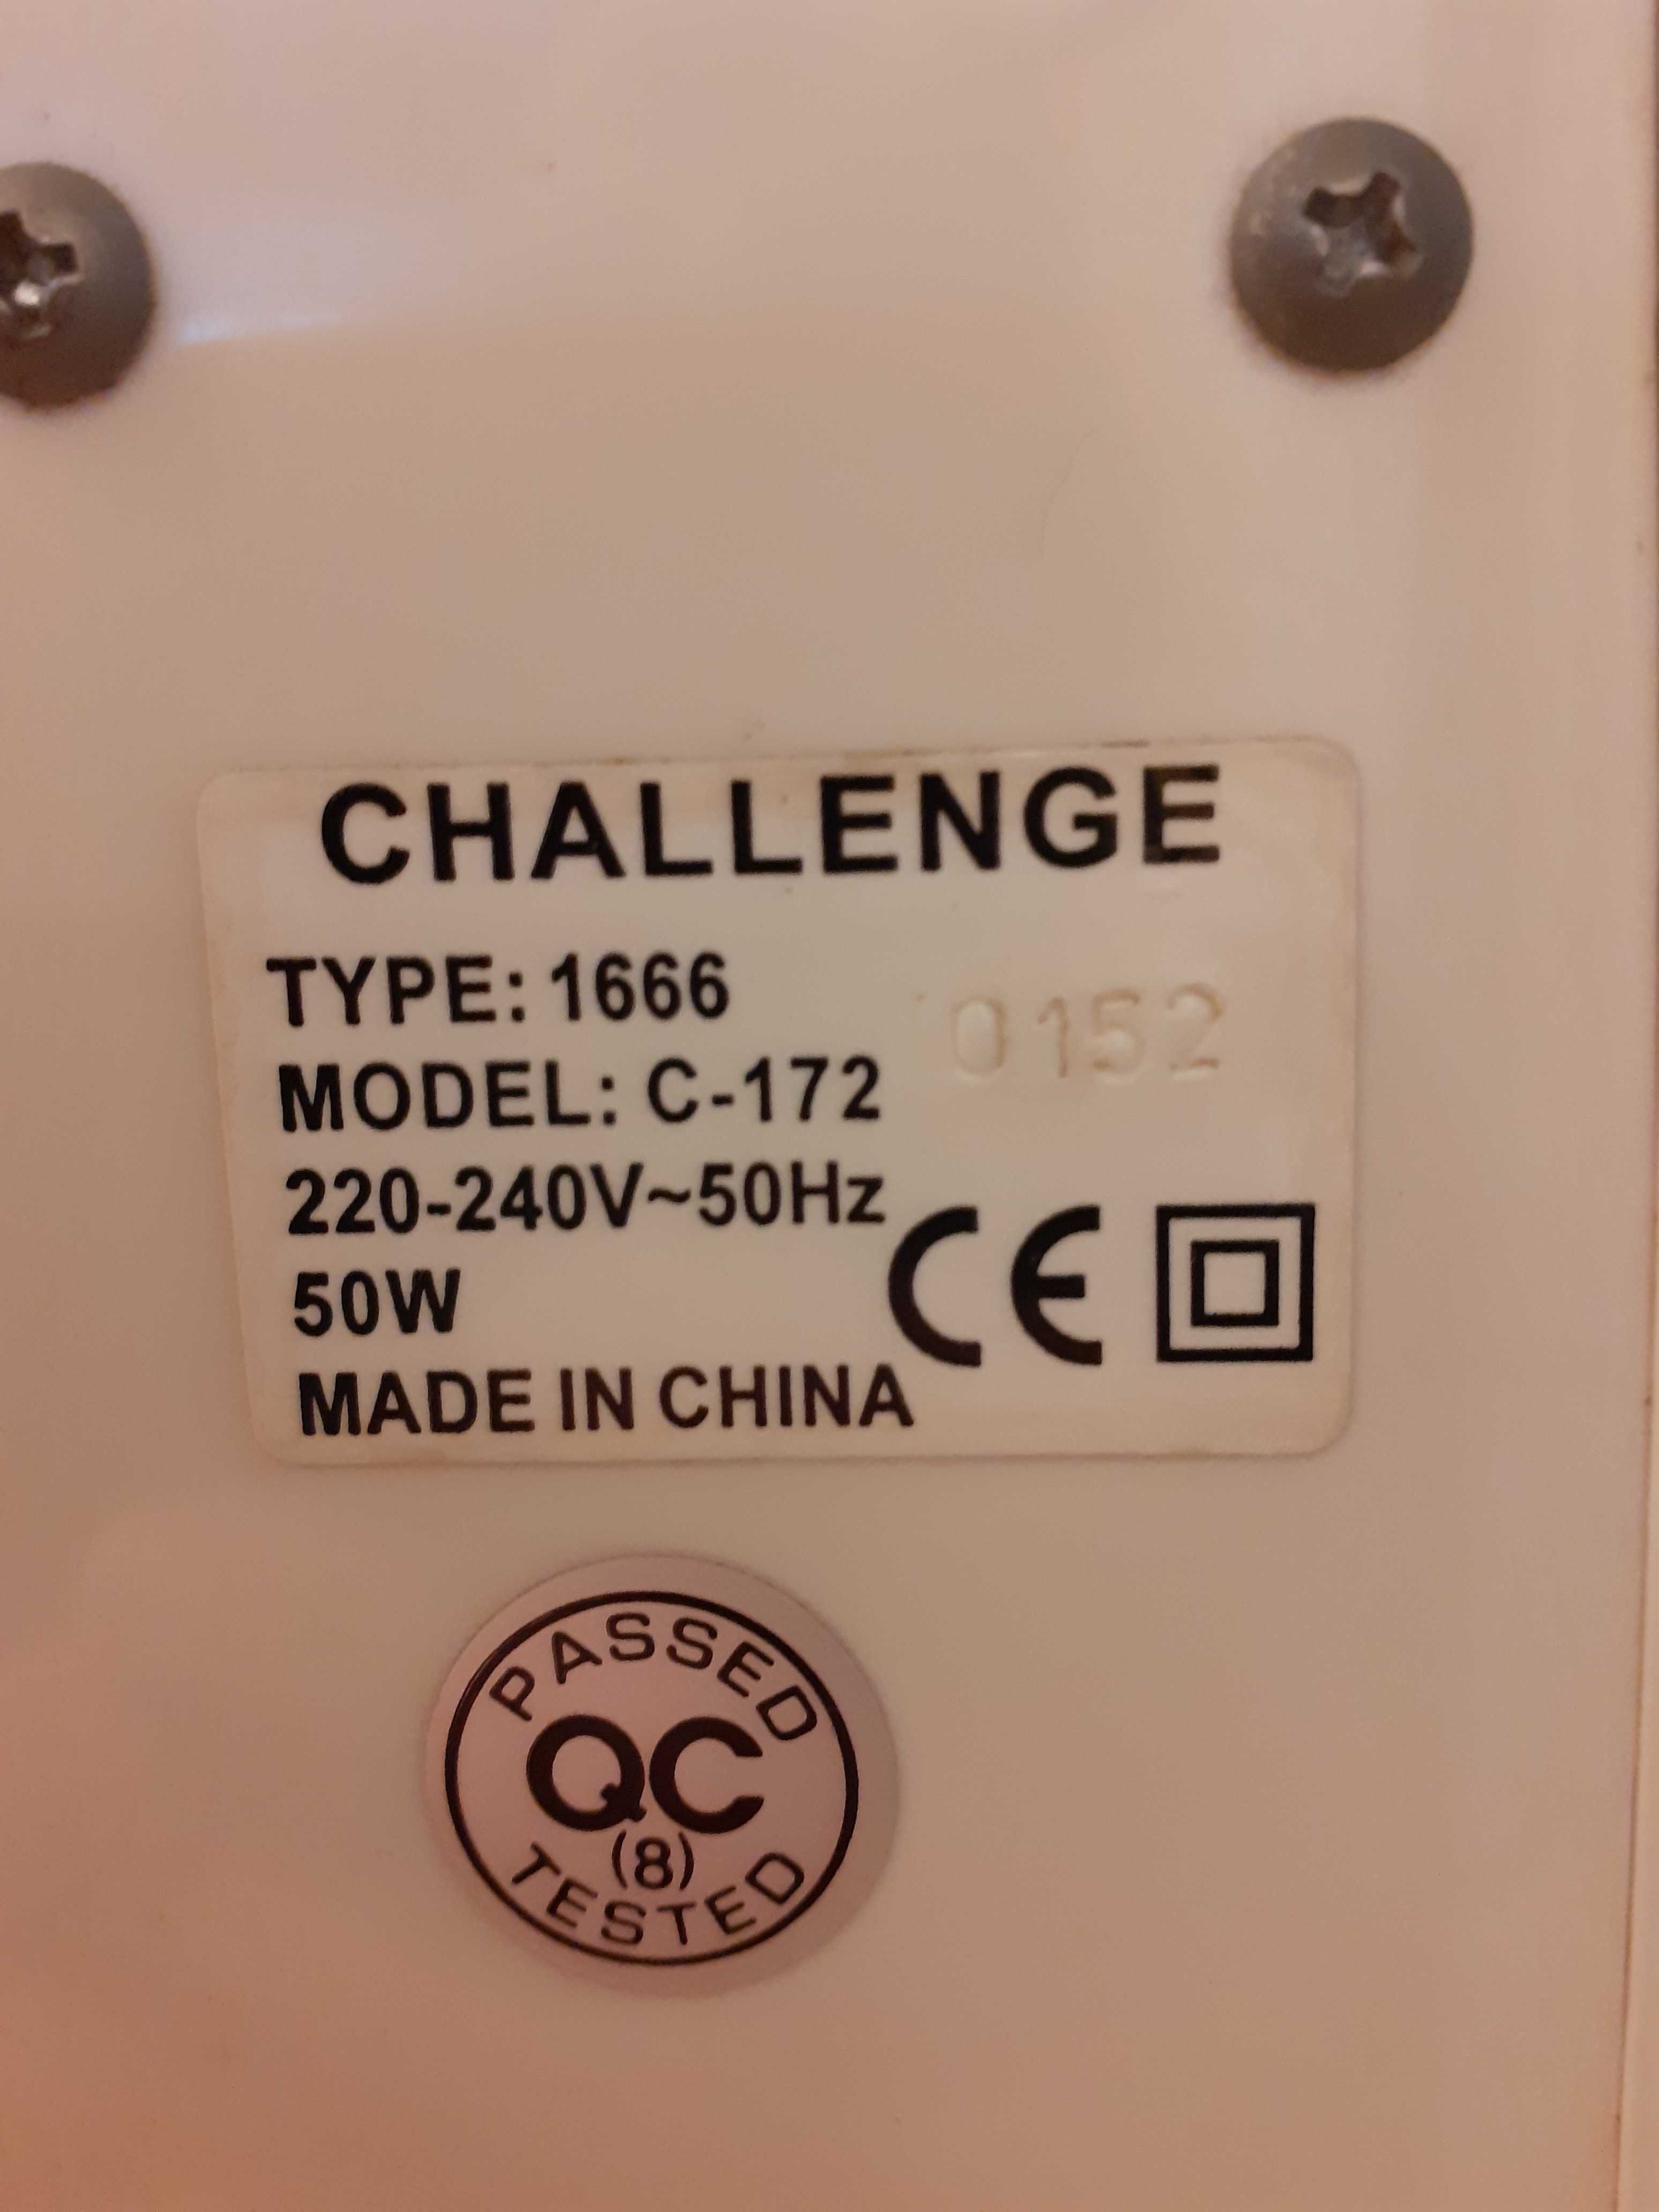 CHALLENGE
TYPE: 1666
0152
MODEL: C-172
220-240V~50Hz
50W
CE
MADE IN CHINA
PASSED
QC
(8)
TESTED